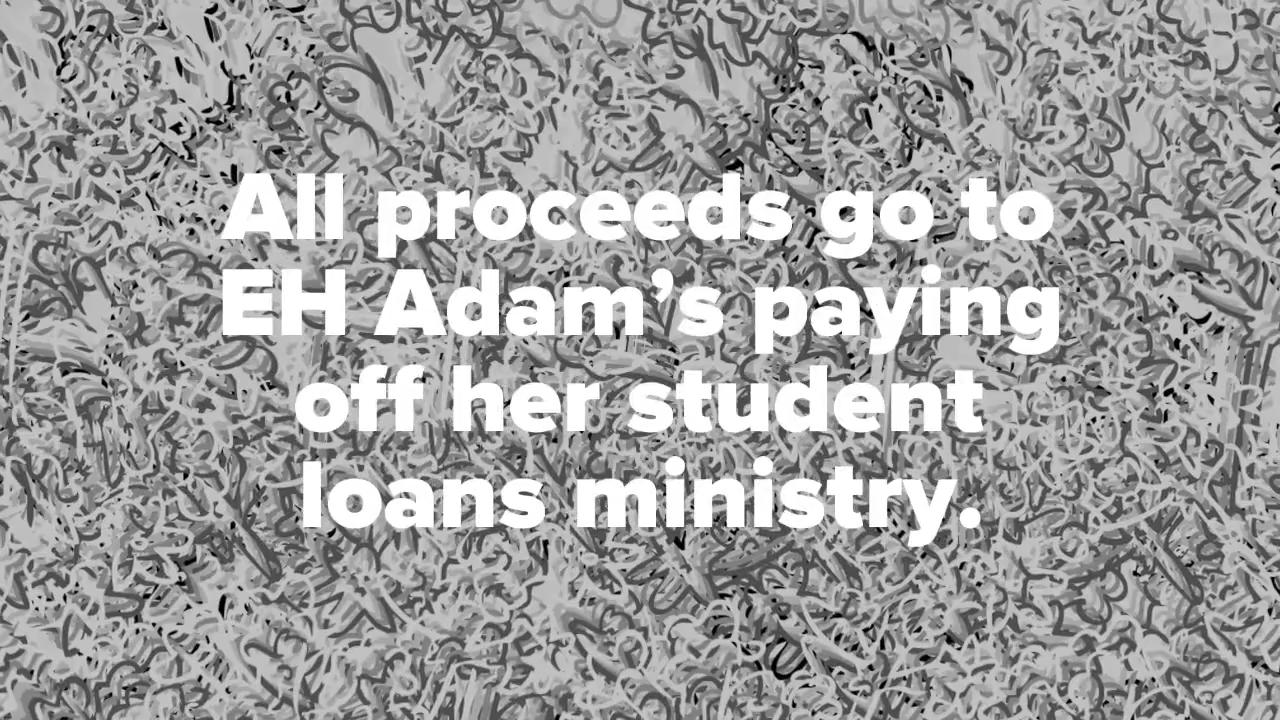 All proceeds go to
EH Adam’s paying
off her student
loans ministry.